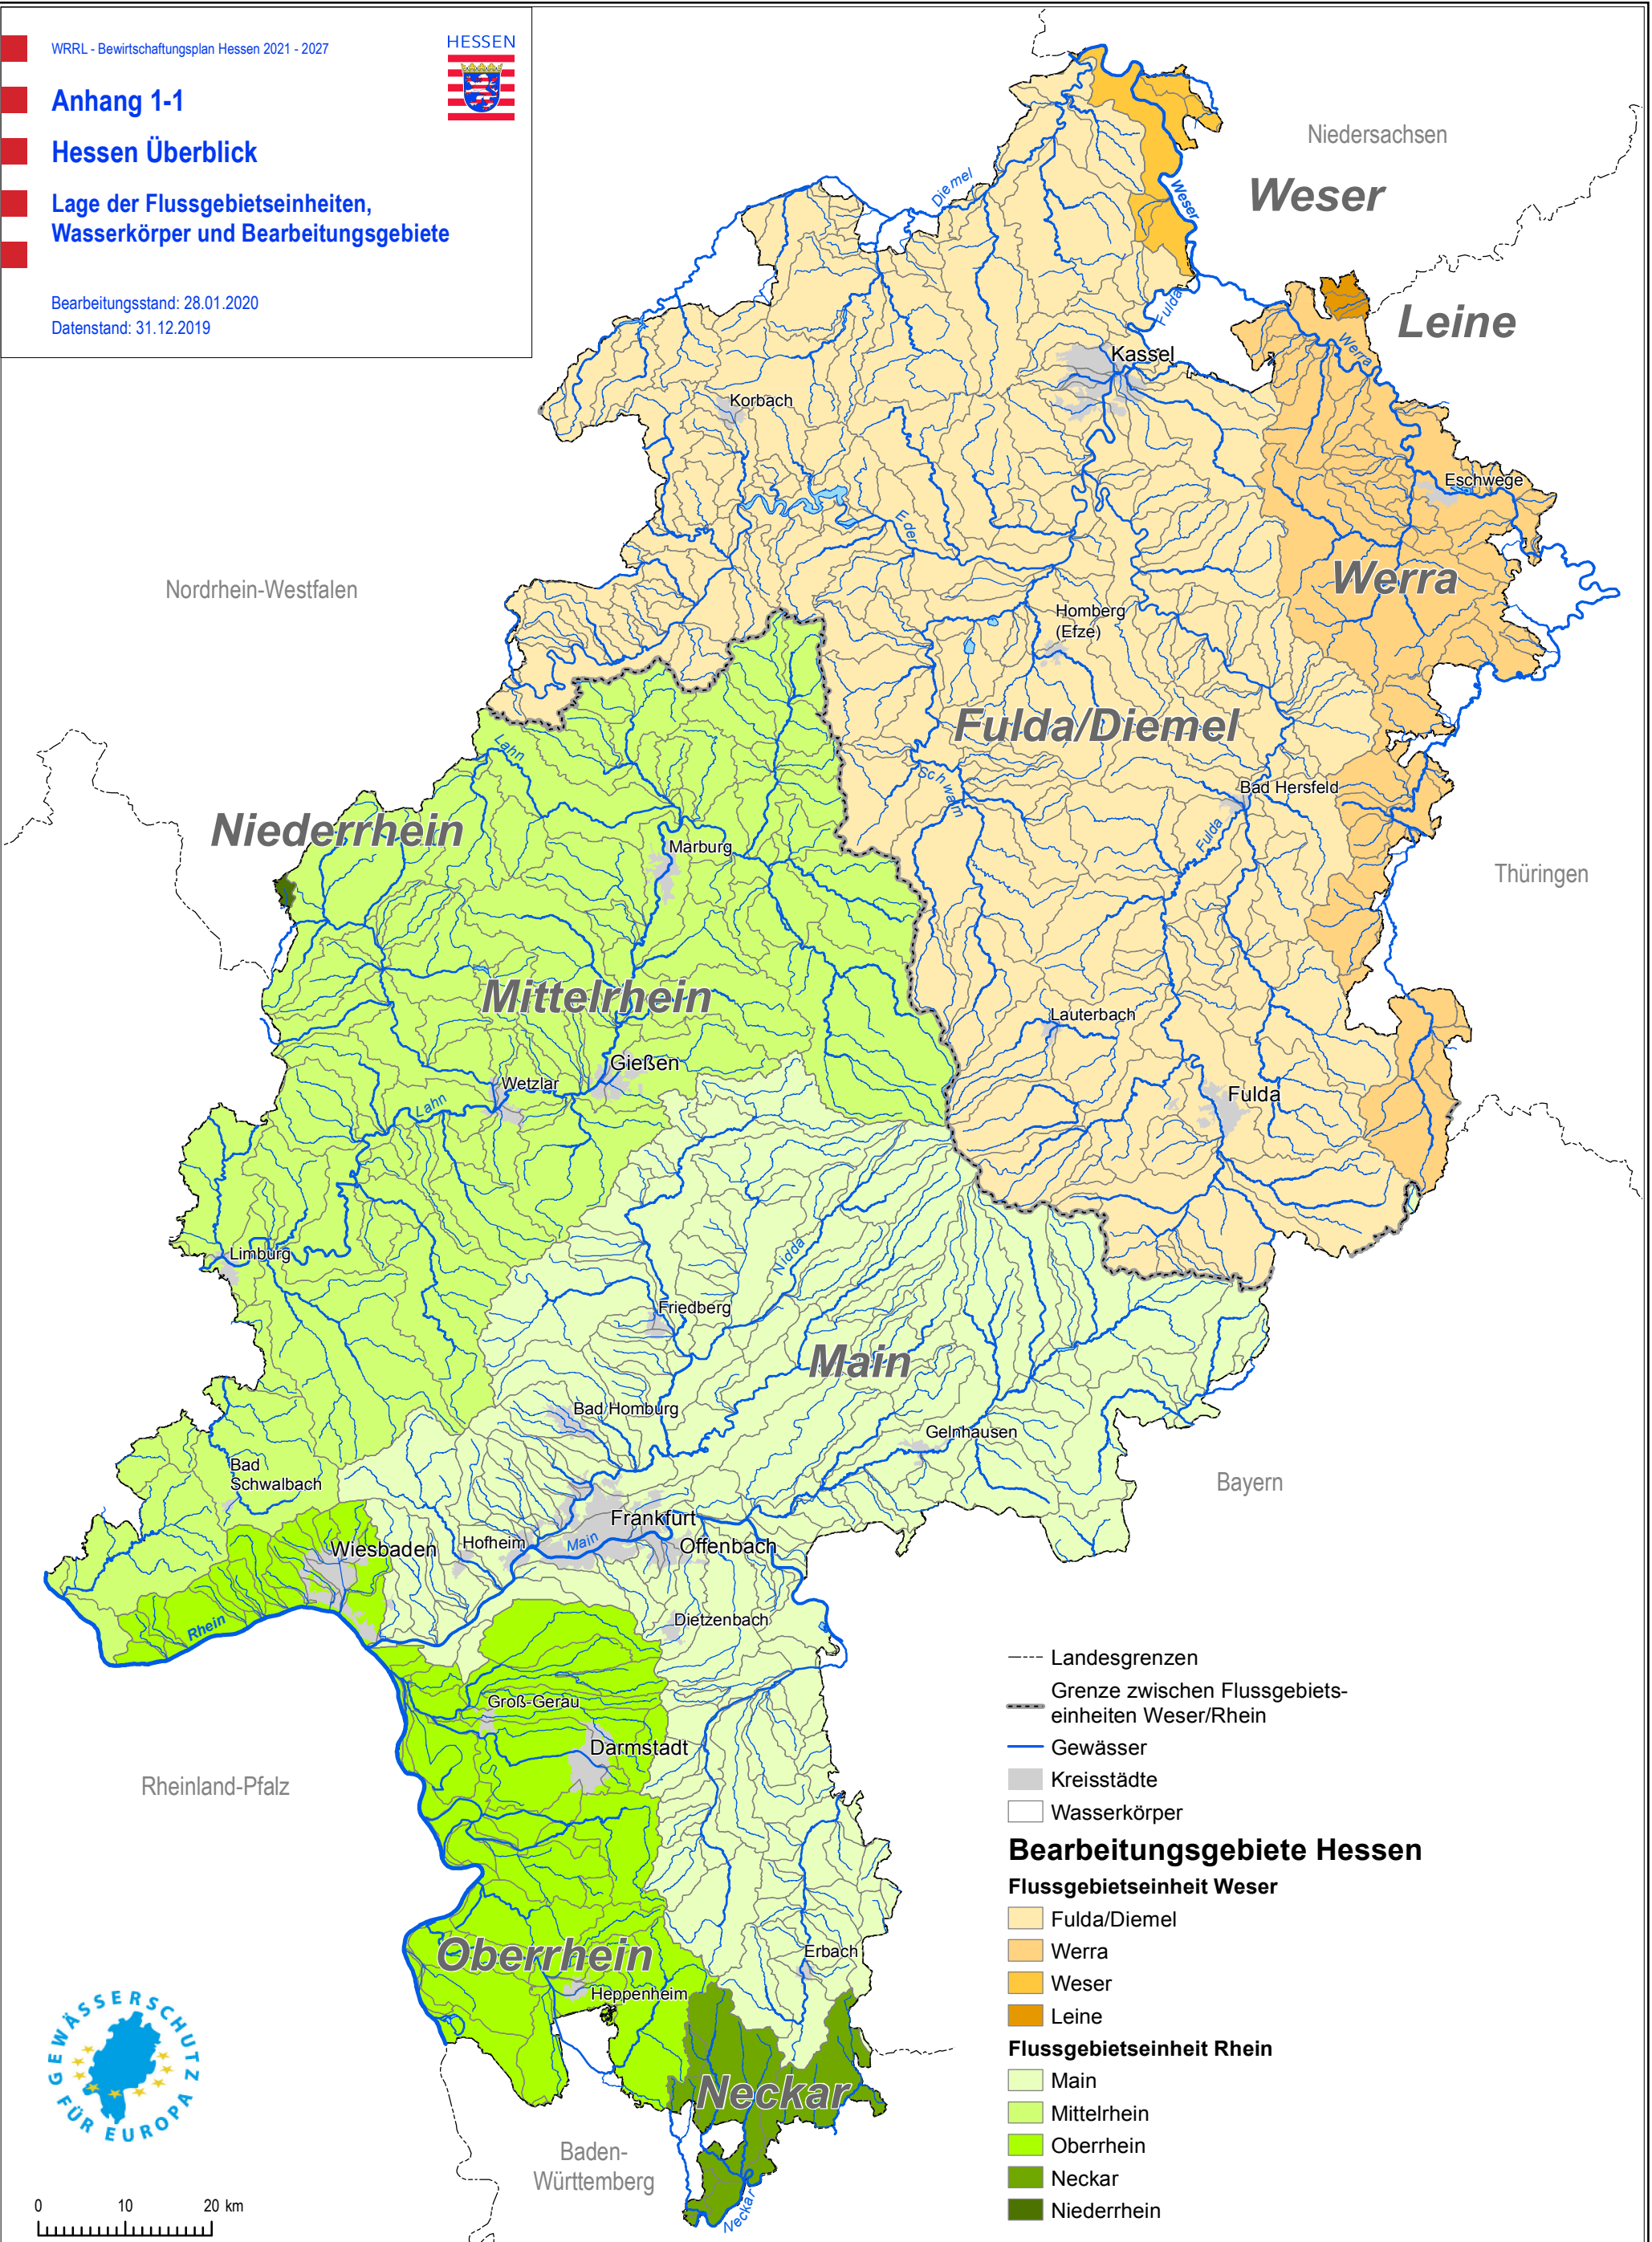 WRRL - Bewirtschaftungsplan Hessen 2021 - 2027
HESSEN
Anhang 1-1
Hessen Überblick
Lage der Flussgebietseinheiten,
Wasserkörper und Bearbeitungsgebiete
Bearbeitungsstand: 28.01.2020
Datenstand: 31.12.2019
Niedersachsen
Weser
Diemel
Weser
Leine
Fulda
Werra
Kassel
Korbach
Eschwege
Eder
Werra
Nordrhein-Westfalen
Homberg
(Efze)
Fulda/Diemel
Lahn
Schwalm
Bad Hersfeld
Niederrhein
Fulda
Marburg
Thüringen
Mittelrhein
Lauterbach
Gießen
Wetzlar
Lahn
Fulda
Limburg
Nidda
Friedberg
Main
Bad Homburg
Gelnhausen
Bad
Schwalbach
Bayern
Frankfurt
Wiesbaden
Hofheim
Main
Offenbach
Rhein
Dietzenbach
Groß-Gerau
Darmstadt
Rheinland-Pfalz
Oberrhein
Erbach
Heppenheim
Neckar
Baden-
Württemberg
Neckar
Landesgrenzen
Grenze zwischen Flussgebiets-
einheiten Weser/Rhein
Gewässer
Kreisstädte
Wasserkörper
Bearbeitungsgebiete Hessen
Flussgebietseinheit Weser
Fulda/Diemel
Werra
Weser
Leine
Flussgebietseinheit Rhein
Main
Mittelrhein
Oberrhein
Neckar
Niederrhein
GEWÄSSERSCHUTZ
FÜR EUROPA
0 10 20 km